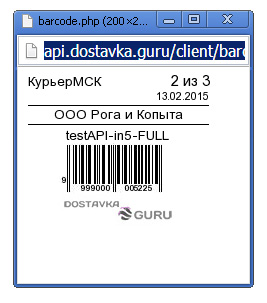 barcode.php (200×2...
api.dostavka.guru/client/barc
КурьерМСК 2 из 3
13.02.2015
ООО Рога и Копыта
testAPI-in5-FULL
9 999000 005225
DOSTAVKA
GURU